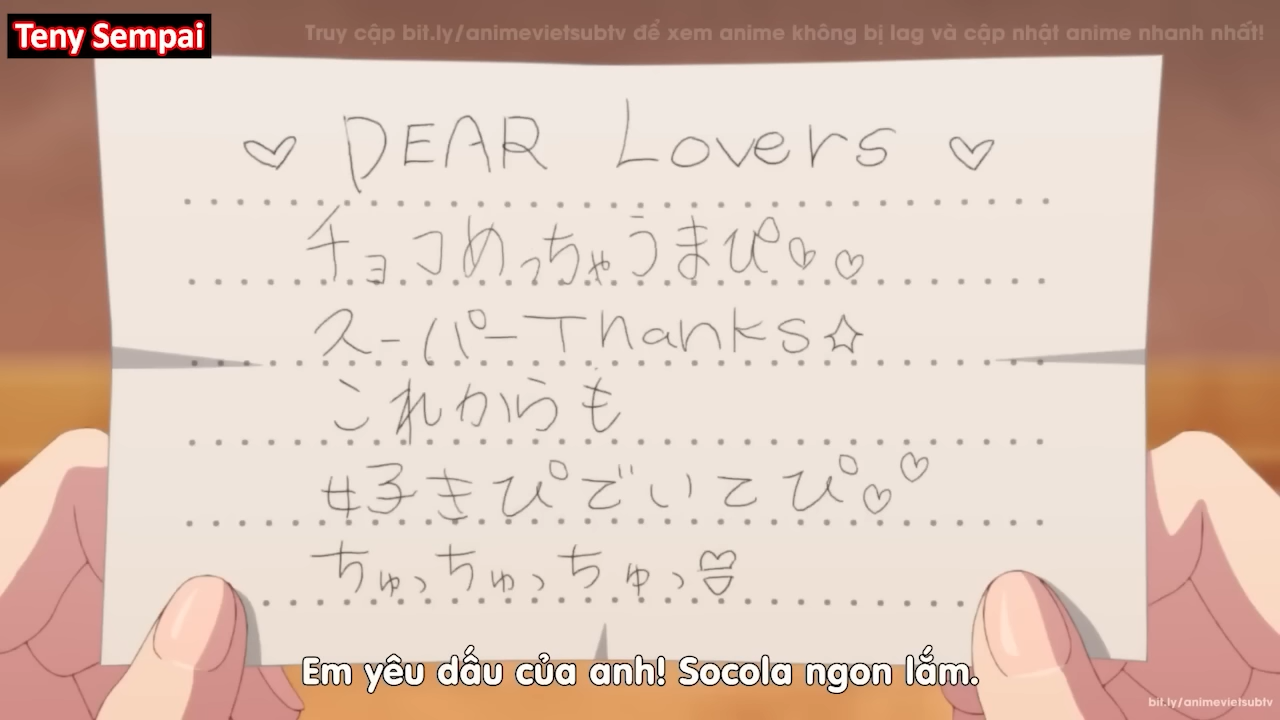 Teny Sempai
Truy cập bit.ly/animevietsubtv để xem anime không bị lag và cập nhật anime nhanh nhất!
♡ DEAR Lovers ♡
チョコめっちゃうまぴ♡♡
スーパーThanks☆
これからも
好きぴでいてぴ♡♡
ちゅっちゅっちゅっ
Em yêu dấu của anh! Socola ngon lắm.
bit.ly/animevietsubtv